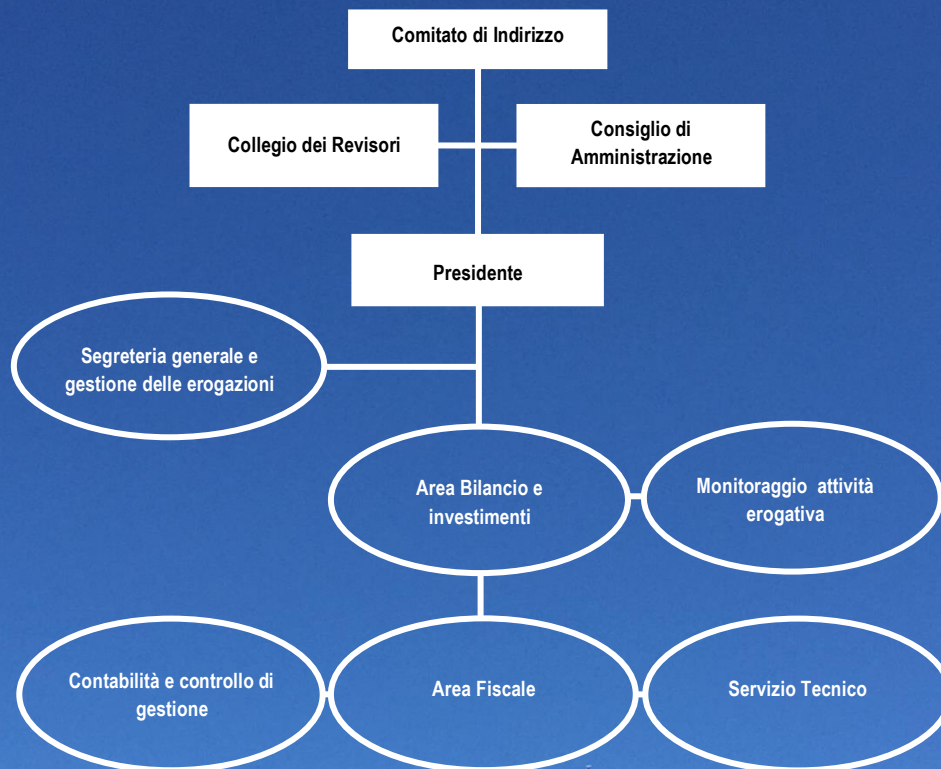 Comitato di Indirizzo
Collegio dei Revisori
Consiglio di
Amministrazione
Presidente
Segreteria generale e
gestione delle erogazioni
Area Bilancio e
investimenti
Monitoraggio attività
erogativa
Contabilità e controllo di
gestione
Area Fiscale
Servizio Tecnico